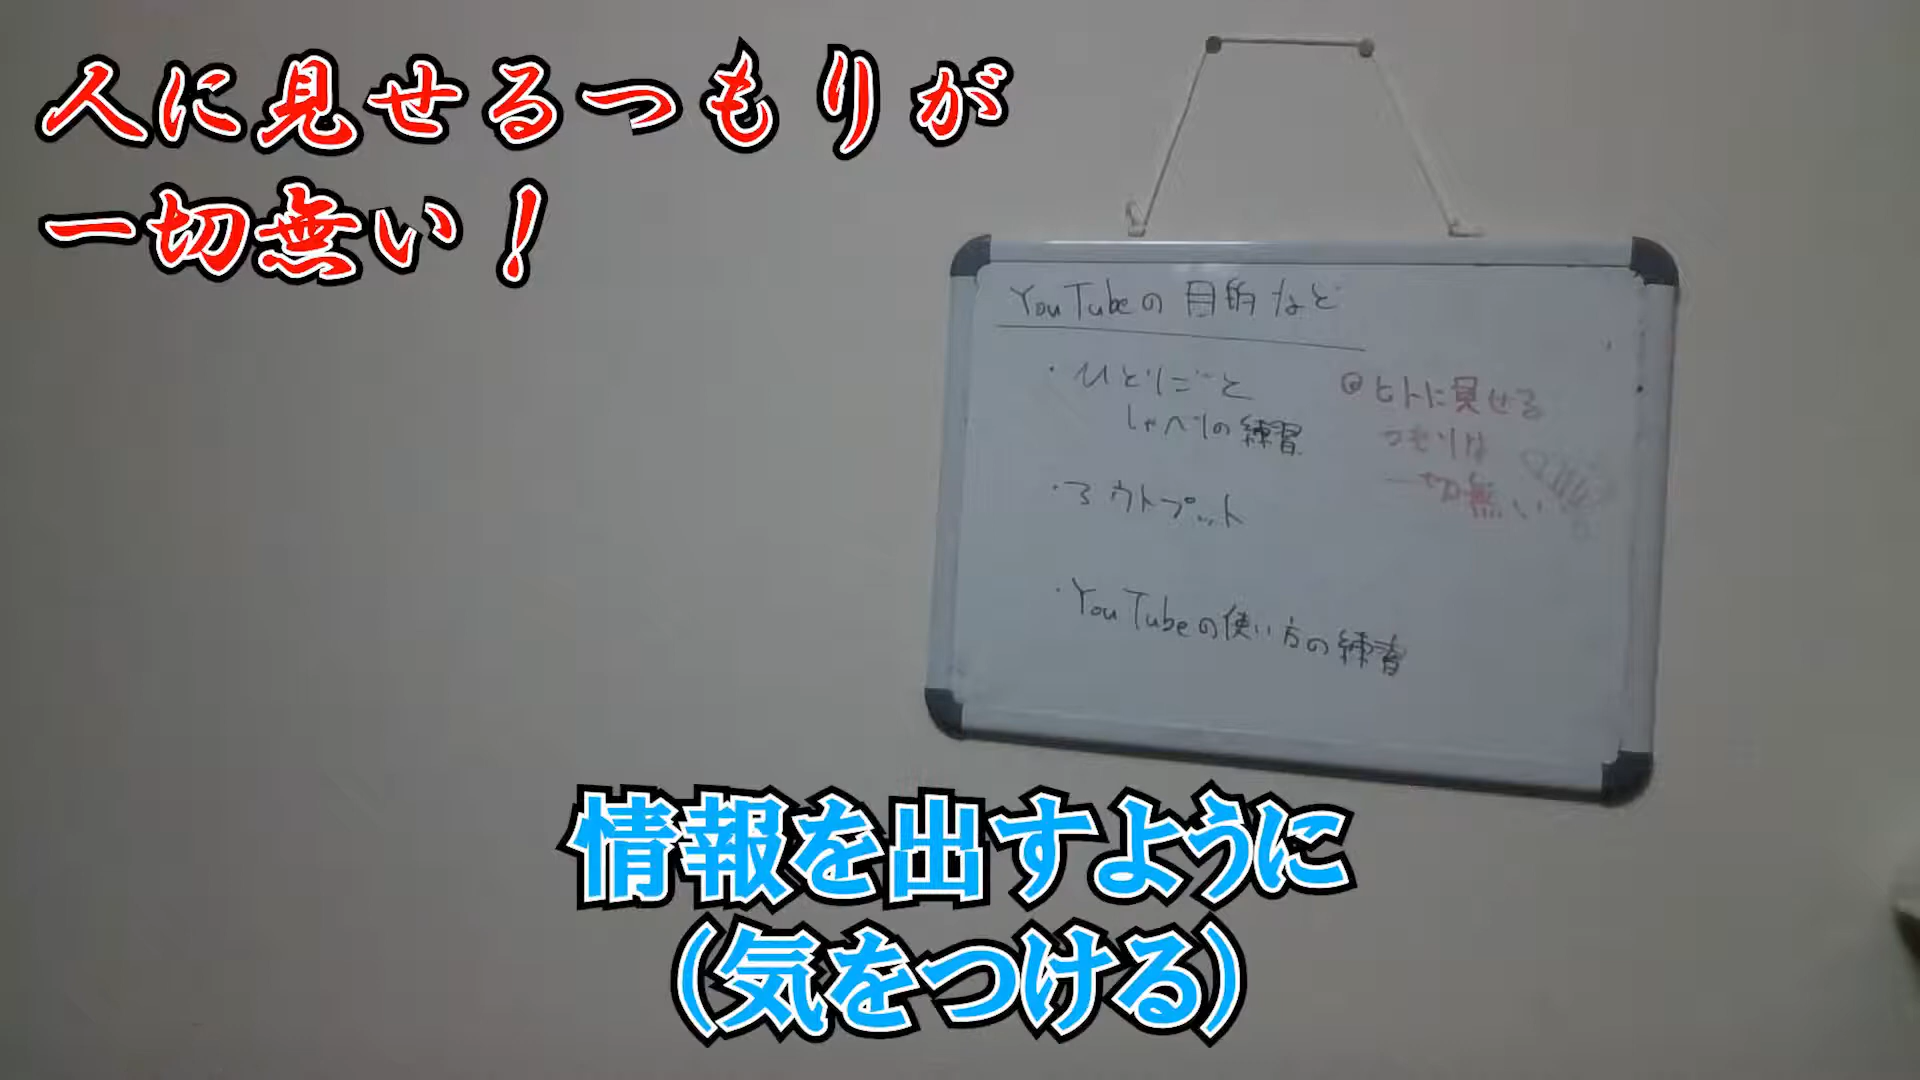 人に見せるつもりが
一切無い！
YouTubeの目的など
・ひとりごと
しゃべりの練習
・アウトプット
・YouTubeの使い方の練習
@ヒトに見せる
つもりは
一切無い
情報を出すように
（気をつける）